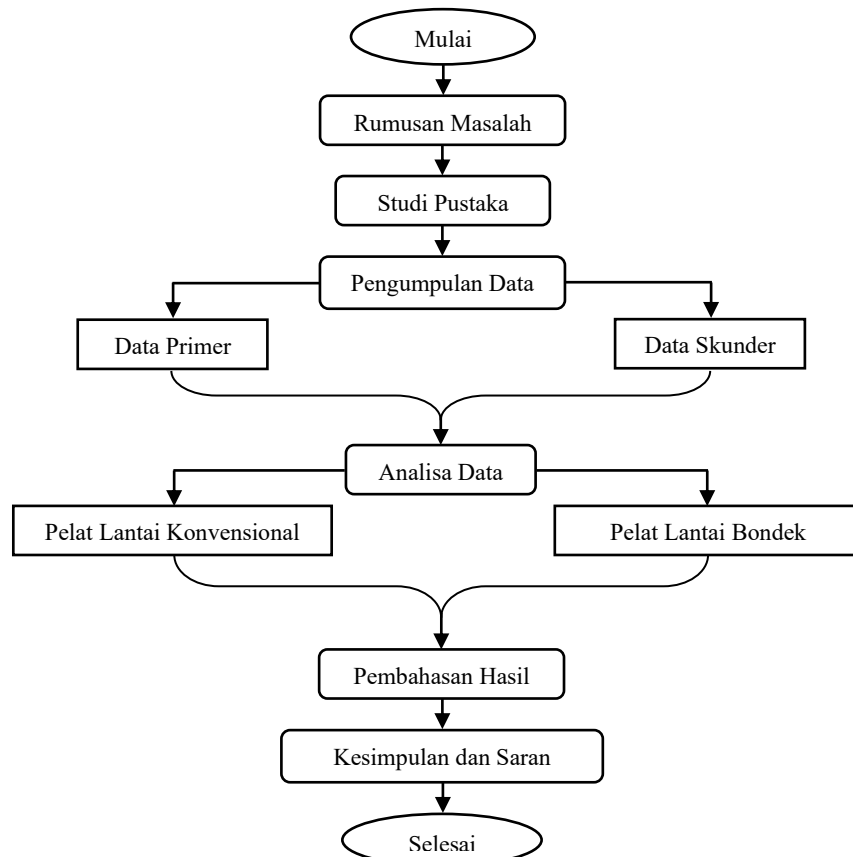 Mulai
Rumusan Masalah
Studi Pustaka
Pengumpulan Data
Data Primer
Data Skunder
Analisa Data
Pelat Lantai Konvensional
Pelat Lantai Bondek
Pembahasan Hasil
Kesimpulan dan Saran
Selesai